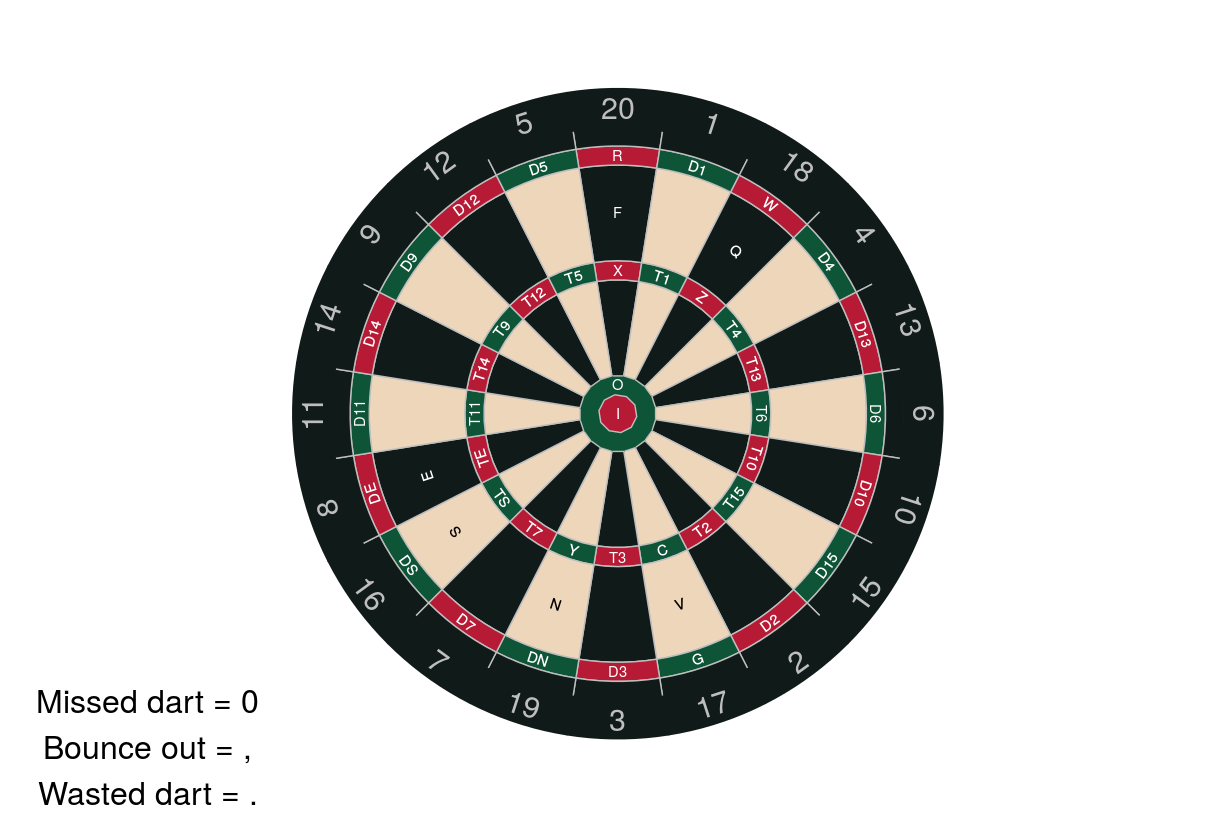 20
5 1
12 18
9 4
14 13
11 6
8 10
16 15
7 2
19 17
3
D5 R D1
D12 W
D9 D4
D14 D13
D11 D6
DE D10
DS D15
D7 D2
DN D3 G
F
Q
E
S
N
V
T5 X T1
T12 Z
T9 T4
T14 T13
T11 T6
TE T10
TS T15
T7 T2
Y T3 C
O
I
Missed dart = 0
Bounce out = ,
Wasted dart = .